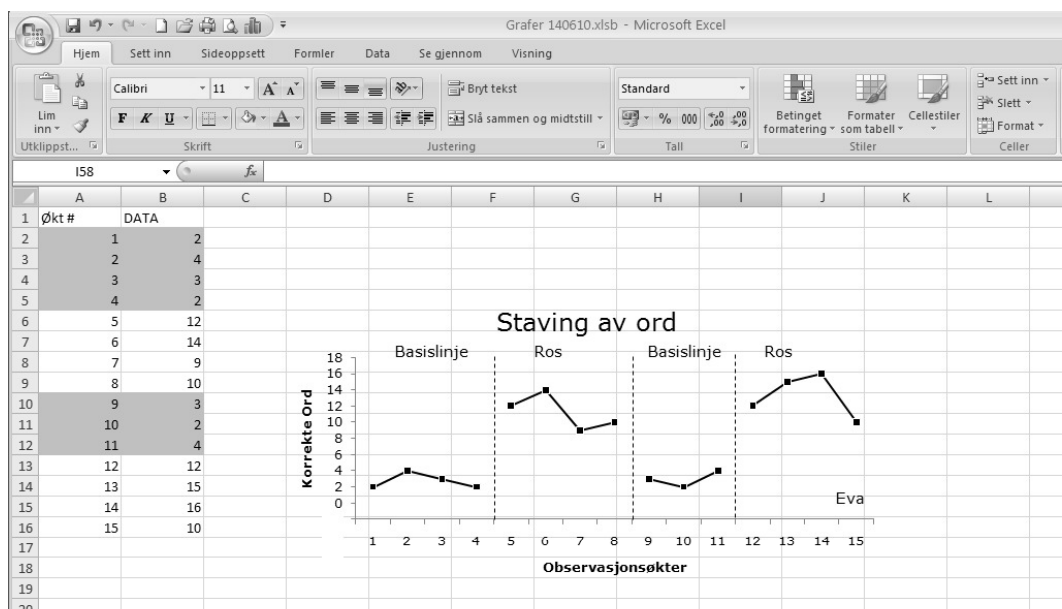 Grafer 140610.xlsb - Microsoft Excel
Hjem Sett inn Sideoppsett Formler Data Se gjennom Visning
Lim inn
Utklippst...
Calibri 11 A A
F K U A
Skrift
Bryt tekst
Slå sammen og midtstill
Justering
Standard
% 000 ,00 ,0 ,00
Tall
Betinget formatering
Formater som tabell
Cellestiler
Stiler
Sett inn
Slett
Format
Celler
I58 fx
A B C D E F G H I J K L
1 Økt # DATA
2 1 2
3 2 4
4 3 3
5 4 2
6 5 12
7 6 14
8 7 9
9 8 10
10 9 3
11 10 2
12 11 4
13 12 12
14 13 15
15 14 16
16 15 10
17
18
19
Staving av ord
Basislinje Ros Basislinje Ros
Korrekte Ord
18
16
14
12
10
8
6
4
2
0
Eva
1 2 3 4 5 6 7 8 9 10 11 12 13 14 15
Observasjonsøkter